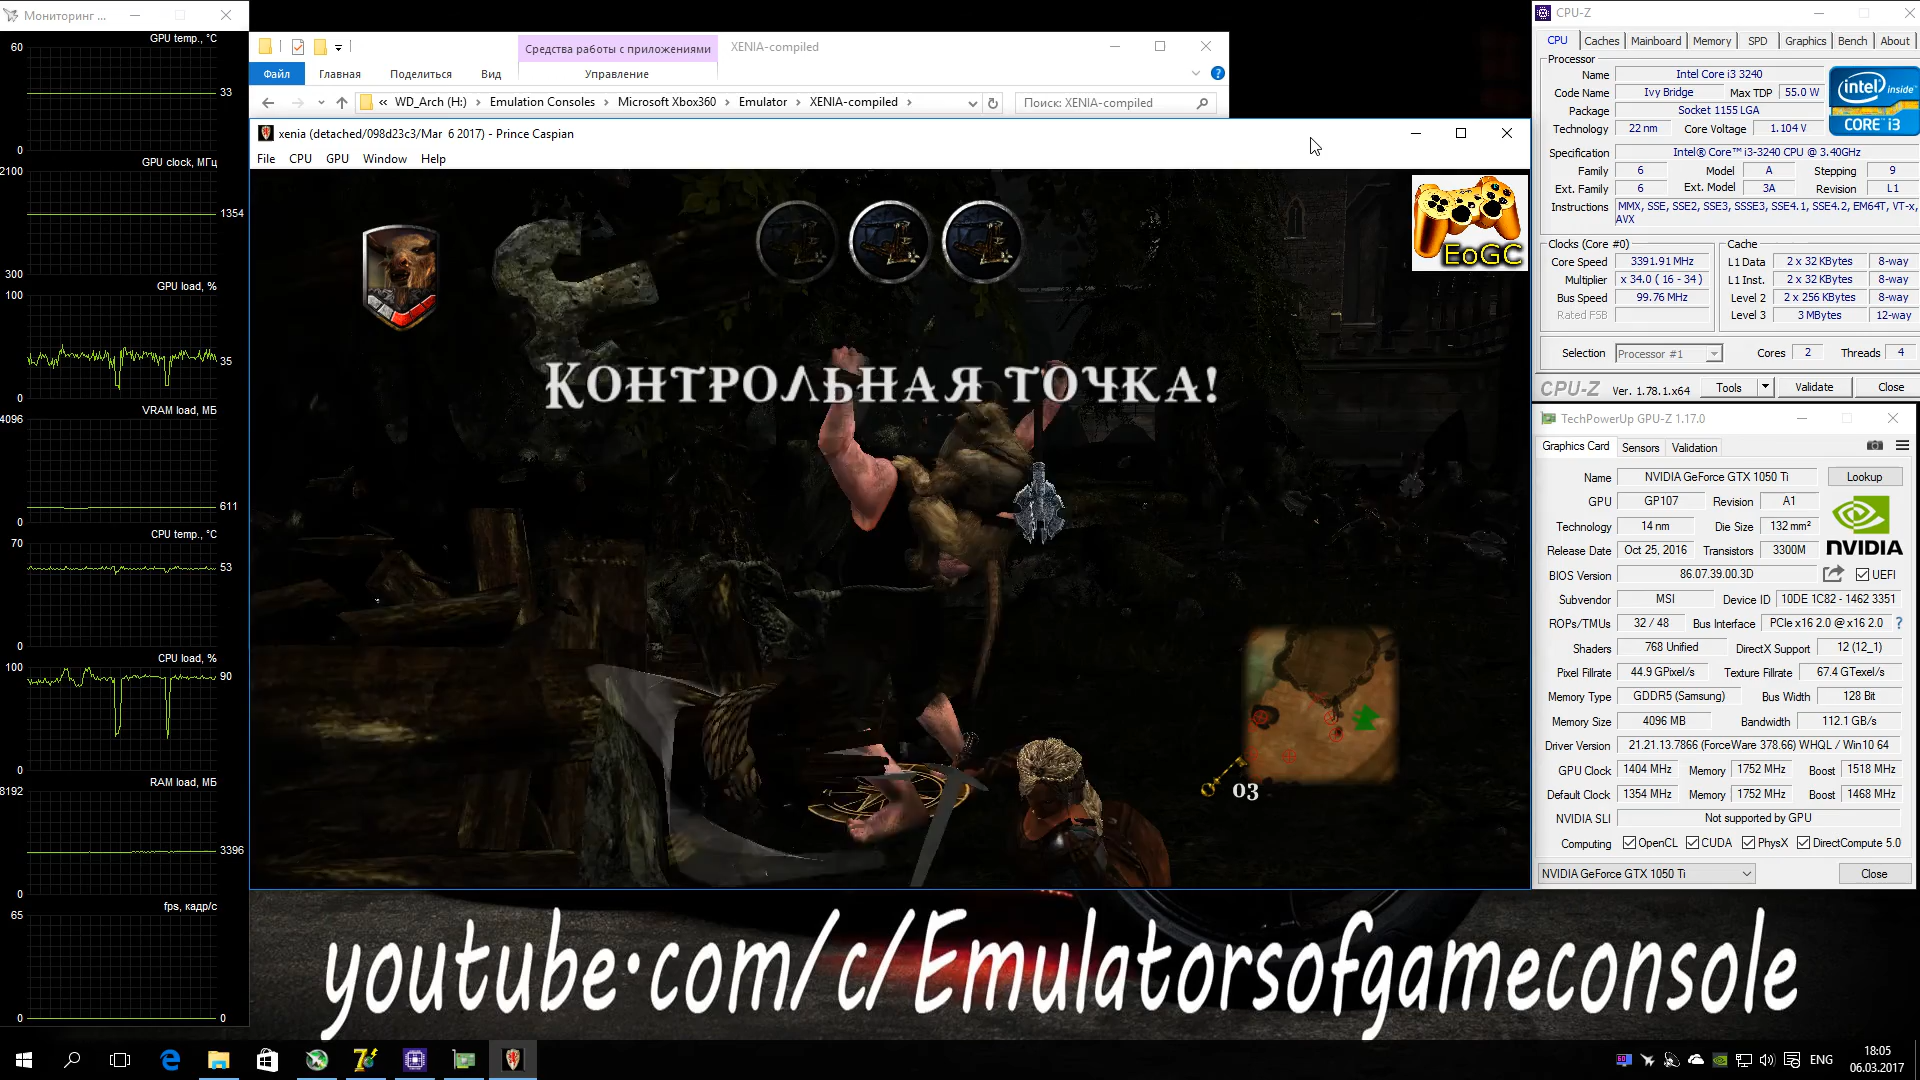 Мониторинг ...
GPU temp., °C
60
33
0
GPU clock, МГц
2100
1354
300
GPU load, %
100
35
0
VRAM load, МБ
4096
611
0
CPU temp., °C
70
53
0
CPU load, %
100
90
0
RAM load, МБ
8192
3396
0
fps, кадр/с
65
0
0
Средства работы с приложениями
XENIA-compiled
Файл
Главная
Поделиться
Вид
Управление
« WD_Arch (H:) › Emulation Consoles › Microsoft Xbox360 › Emulator › XENIA-compiled ›
Поиск: XENIA-compiled
xenia (detached/098d23c3/Mar 6 2017) - Prince Caspian
File CPU GPU Window Help
EoGC
Контрольная точка!
03
CPU-Z
CPU Caches Mainboard Memory SPD Graphics Bench About
Processor
Name Intel Core i3 3240
Code Name Ivy Bridge Max TDP 55.0 W
Package Socket 1155 LGA
Technology 22 nm Core Voltage 1.104 V
intel inside™
CORE i3
Specification Intel® Core™ i3-3240 CPU @ 3.40GHz
Family 6 Model A Stepping 9
Ext. Family 6 Ext. Model 3A Revision L1
Instructions MMX, SSE, SSE2, SSE3, SSSE3, SSE4.1, SSE4.2, EM64T, VT-x,
AVX
Clocks (Core #0)
Core Speed 3391.91 MHz
Multiplier x 34.0 ( 16 - 34 )
Bus Speed 99.76 MHz
Rated FSB
Cache
L1 Data 2 x 32 KBytes 8-way
L1 Inst. 2 x 32 KBytes 8-way
Level 2 2 x 256 KBytes 8-way
Level 3 3 MBytes 12-way
Selection Processor #1 Cores 2 Threads 4
CPU-Z Ver. 1.78.1.x64 Tools Validate Close
TechPowerUp GPU-Z 1.17.0
Graphics Card Sensors Validation
Name NVIDIA GeForce GTX 1050 Ti Lookup
GPU GP107 Revision A1
Technology 14 nm Die Size 132 mm²
Release Date Oct 25, 2016 Transistors 3300M
NVIDIA
BIOS Version 86.07.39.00.3D UEFI
Subvendor MSI Device ID 10DE 1C82 - 1462 3351
ROPs/TMUs 32 / 48 Bus Interface PCIe x16 2.0 @ x16 2.0 ?
Shaders 768 Unified DirectX Support 12 (12_1)
Pixel Fillrate 44.9 GPixel/s Texture Fillrate 67.4 GTexel/s
Memory Type GDDR5 (Samsung) Bus Width 128 Bit
Memory Size 4096 MB Bandwidth 112.1 GB/s
Driver Version 21.21.13.7866 (ForceWare 378.66) WHQL / Win10 64
GPU Clock 1404 MHz Memory 1752 MHz Boost 1518 MHz
Default Clock 1354 MHz Memory 1752 MHz Boost 1468 MHz
NVIDIA SLI Not supported by GPU
Computing OpenCL CUDA PhysX DirectCompute 5.0
NVIDIA GeForce GTX 1050 Ti Close
youtube.com/c/Emulatorsofgameconsole
ENG
18:05
06.03.2017